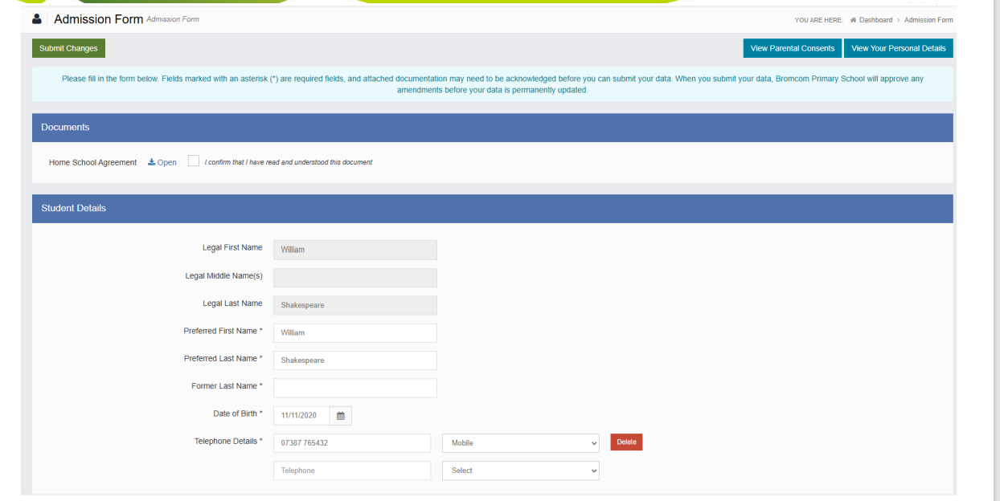 Admission Form Admission Form
YOU ARE HERE: Dashboard > Admission Form
Submit Changes
View Parental Consents
View Your Personal Details
Please fill in the form below. Fields marked with an asterisk (*) are required fields, and attached documentation may need to be acknowledged before you can submit your data. When you submit your data, Bromcom Primary School will approve any
amendments before your data is permanently updated.
Documents
Home School Agreement Open I confirm that I have read and understood this document
Student Details
Legal First Name William
Legal Middle Name(s)
Legal Last Name Shakespeare
Preferred First Name * William
Preferred Last Name * Shakespeare
Former Last Name *
Date of Birth * 11/11/2020
Telephone Details * 07387 765432 Mobile Delete
Telephone Select